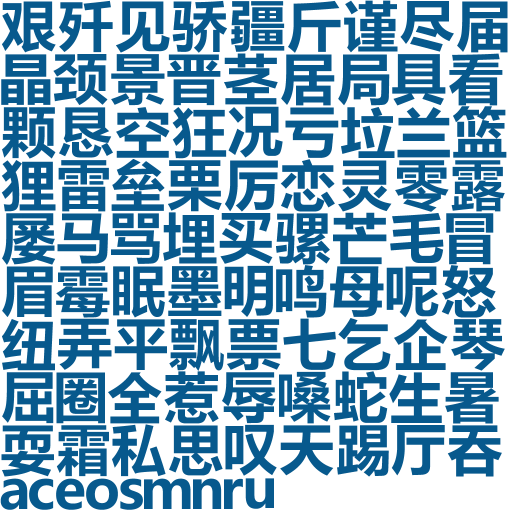 艰歼见骄疆斤谨尽届
晶颈景晋茎居局具看
颗恳空狂况亏垃兰篮
狸雷垒栗厉恋灵零露
屡马骂埋买骡芒毛冒
眉霉眠墨明鸣母呢怒
纽弄平飘票七乞企琴
屈圈全惹辱嗓蛇生暑
耍霜私思叹天踢厅吞
aceosmnru